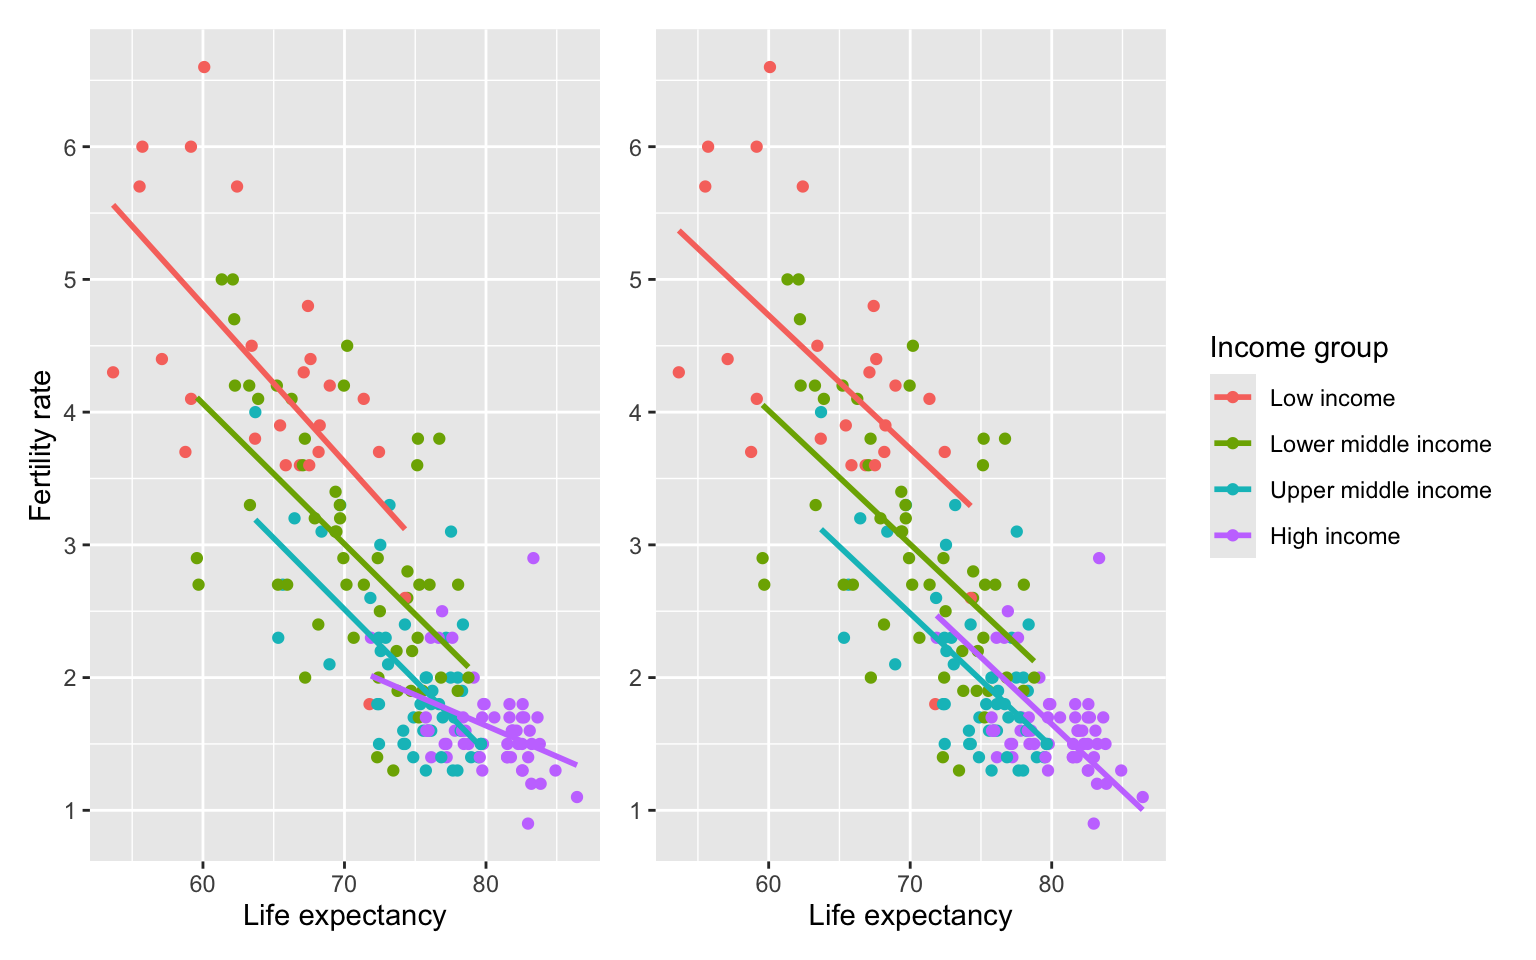 Fertility rate
6
5
4
3
2
1
60 70 80
Life expectancy
6
5
4
3
2
1
60 70 80
Life expectancy
Income group
Low income
Lower middle income
Upper middle income
High income